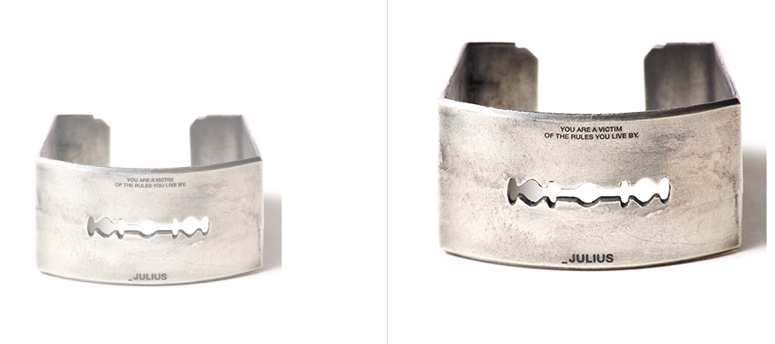 YOU ARE A VICTIM
OF THE RULES YOU LIVE BY.
_JULIUS
YOU ARE A VICTIM
OF THE RULES YOU LIVE BY.
_JULIUS